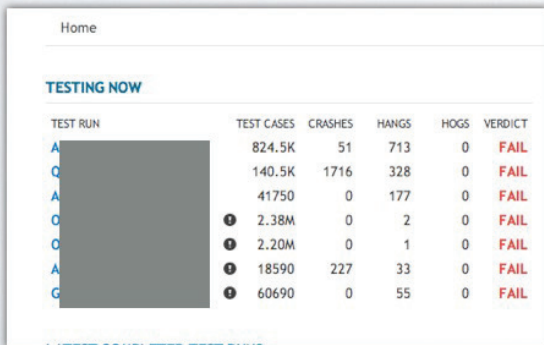 Home
TESTING NOW
TEST RUN TEST CASES CRASHES HANGS HOGS VERDICT
A 824.5K 51 713 0 FAIL
Q 140.5K 1716 328 0 FAIL
A 41750 0 177 0 FAIL
O 2.38M 0 2 0 FAIL
O 2.20M 0 1 0 FAIL
A 18590 227 33 0 FAIL
G 60690 0 55 0 FAIL